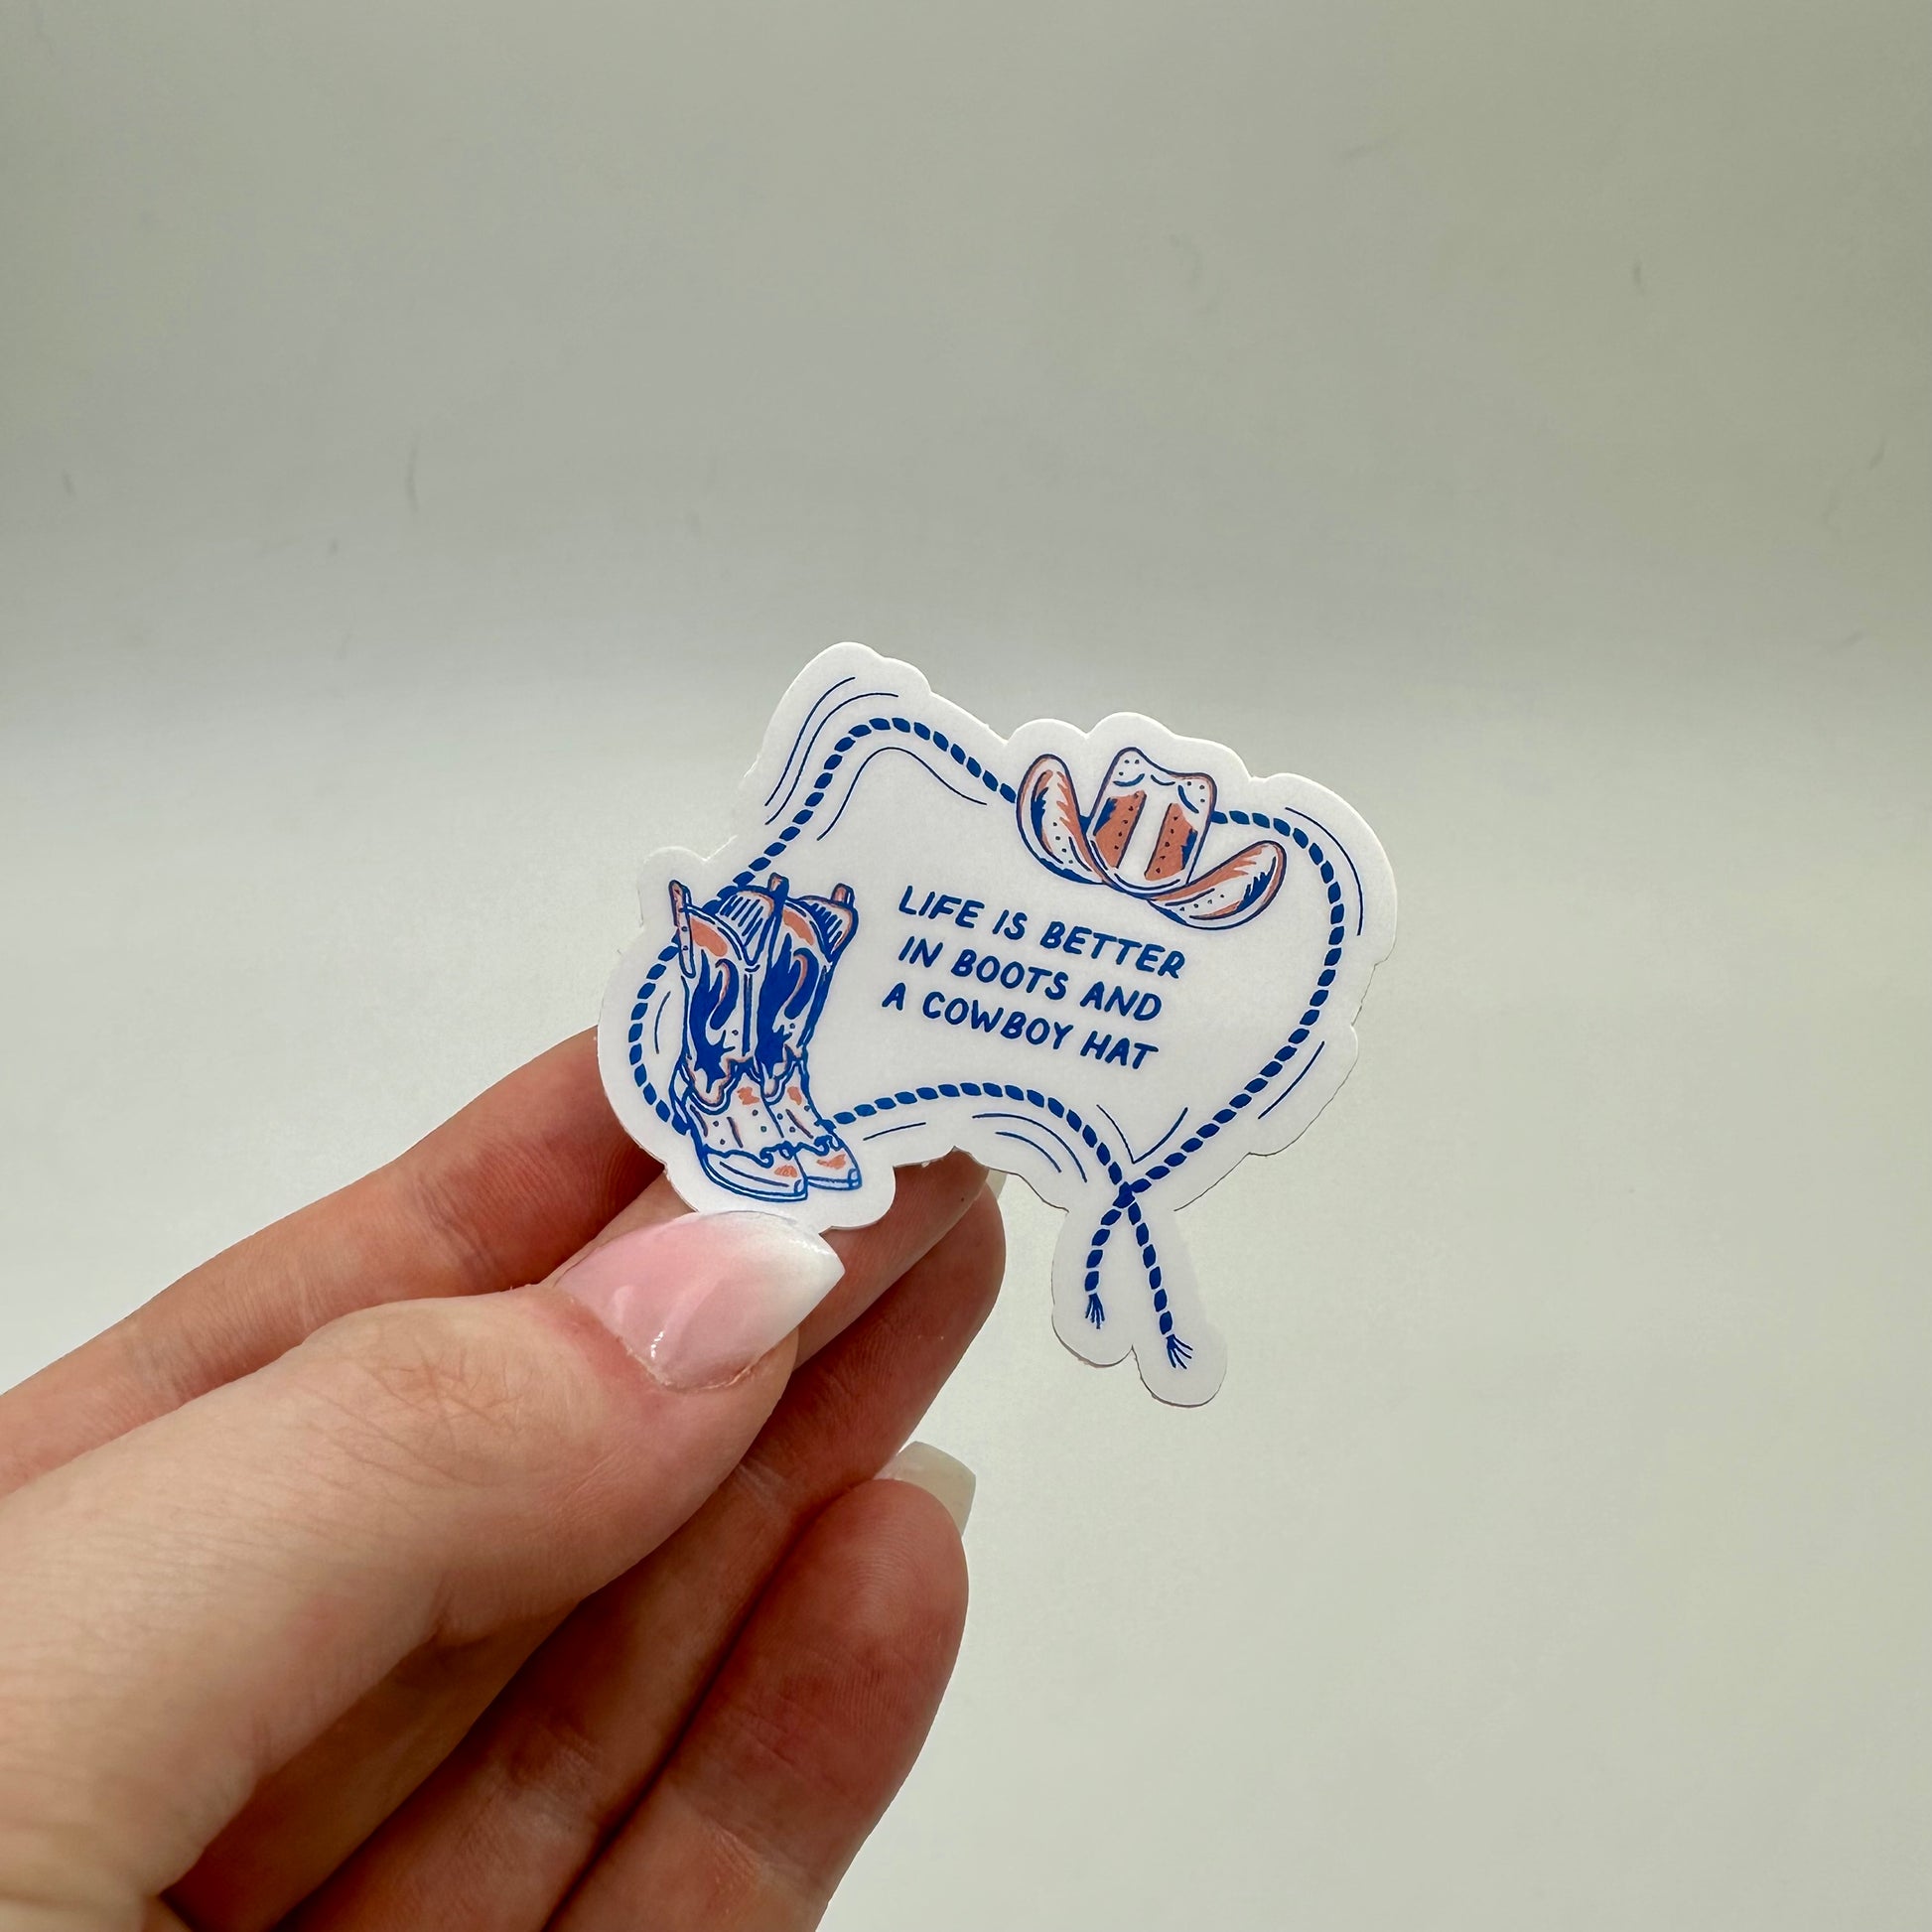 LIFE IS BETTER
IN BOOTS AND
A COWBOY HAT